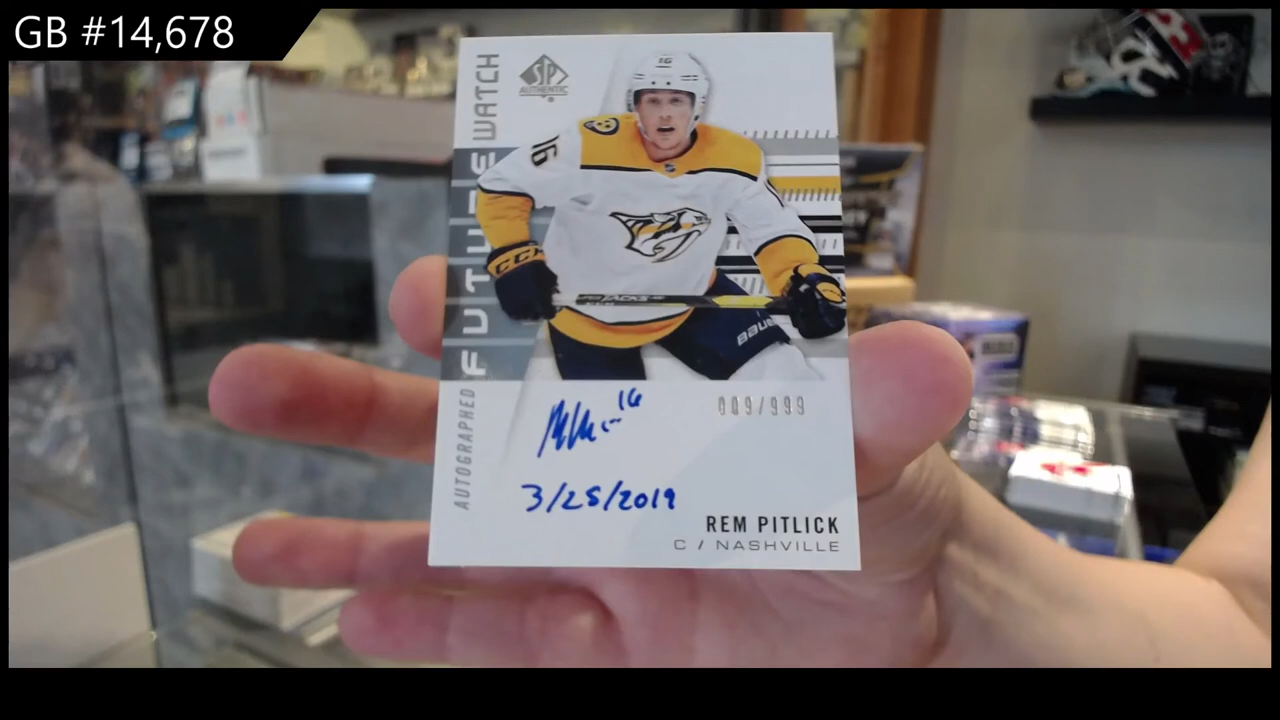 GB #14,678
SP
AUTHENTIC
16
16
CCM
BAUER
AUTOGRAPHED FUTURE WATCH
16
009/999
3/25/2019
REM PITLICK
C / NASHVILLE